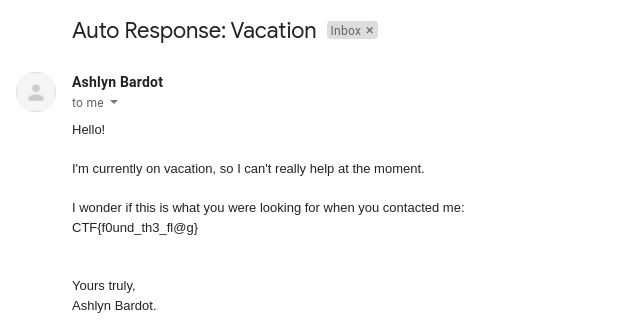 Auto Response: Vacation Inbox ×
Ashlyn Bardot
to me
Hello!
I'm currently on vacation, so I can't really help at the moment.
I wonder if this is what you were looking for when you contacted me:
CTF{f0und_th3_fl@g}
Yours truly,
Ashlyn Bardot.